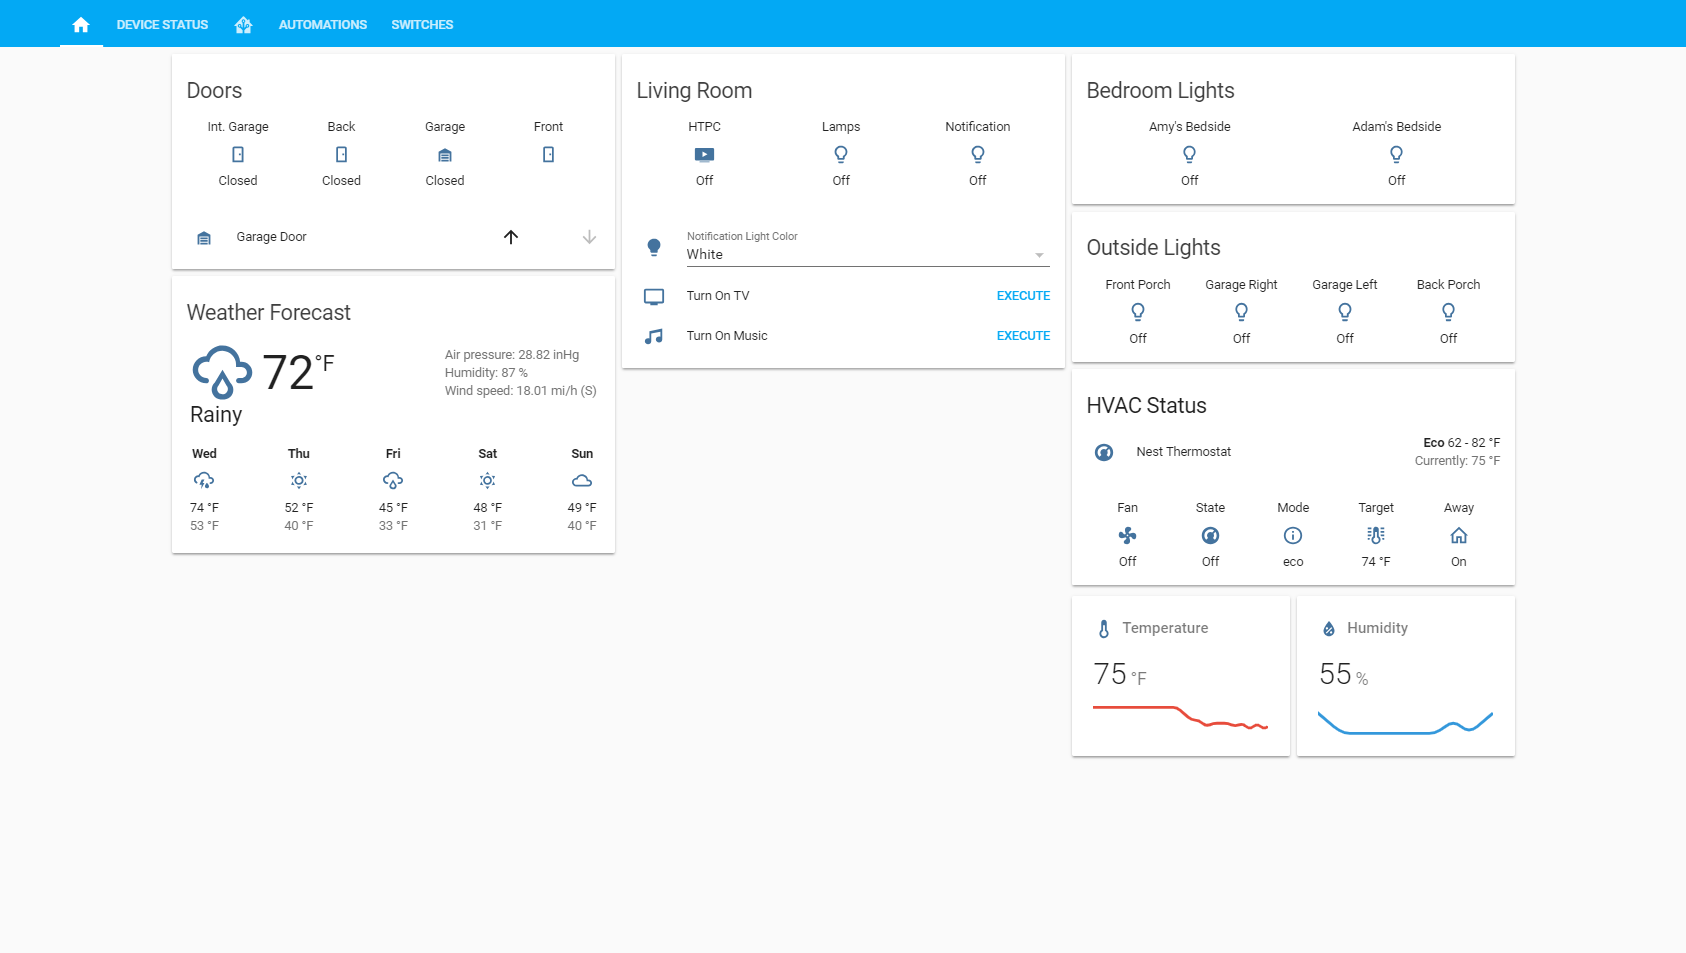 DEVICE STATUS AUTOMATIONS SWITCHES
Doors
Int. Garage Back Garage Front
Closed Closed Closed
Garage Door
Weather Forecast
72 °F
Rainy
Air pressure: 28.82 inHg
Humidity: 87 %
Wind speed: 18.01 mi/h (S)
Wed Thu Fri Sat Sun
74 °F 52 °F 45 °F 48 °F 49 °F
53 °F 40 °F 33 °F 31 °F 40 °F
Living Room
HTPC Lamps Notification
Off Off Off
Notification Light Color
White
Turn On TV EXECUTE
Turn On Music EXECUTE
Bedroom Lights
Amy's Bedside Adam's Bedside
Off Off
Outside Lights
Front Porch Garage Right Garage Left Back Porch
Off Off Off Off
HVAC Status
Nest Thermostat
Eco 62 - 82 °F
Currently: 75 °F
Fan State Mode Target Away
Off Off eco 74 °F On
Temperature
75 °F
Humidity
55 %